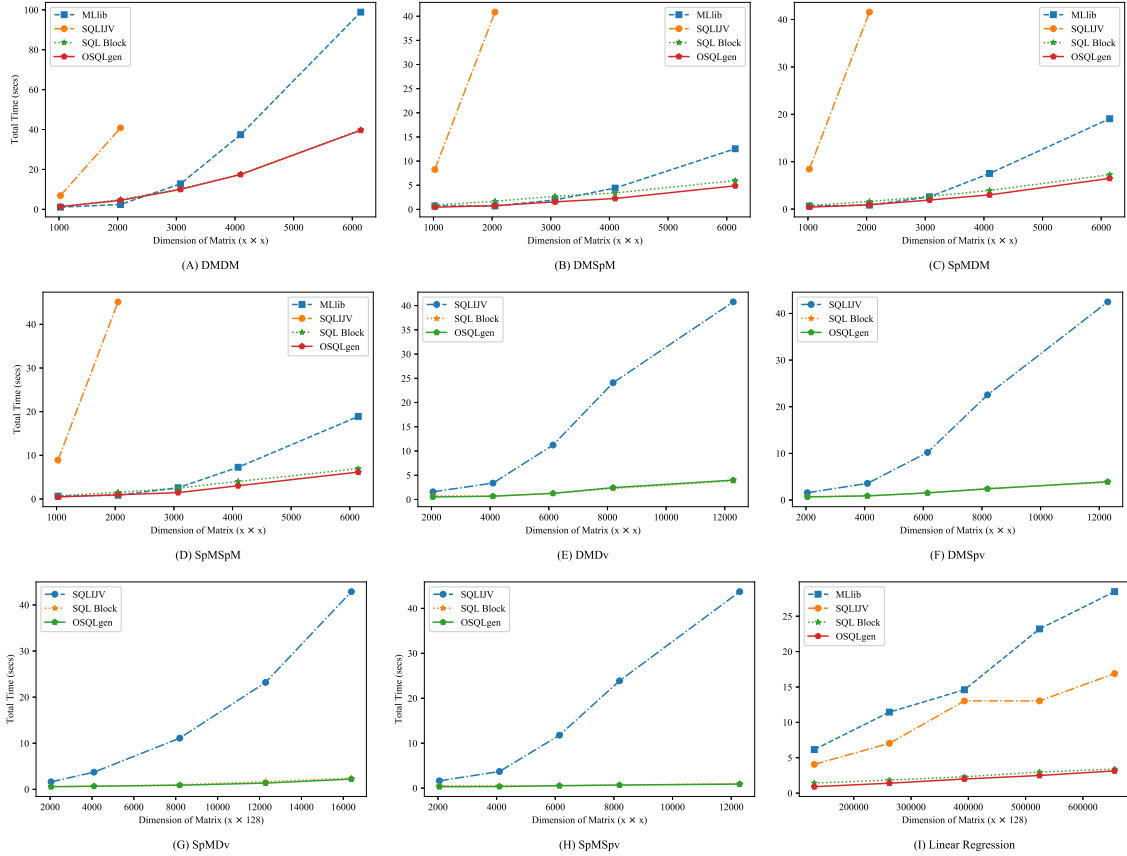 MLlib
SQLIJV
SQL Block
OSQLgen
Total Time (secs)
100
80
60
40
20
0
1000 2000 3000 4000 5000 6000
Dimension of Matrix (x × x)
(A) DMDM
MLlib
SQLIJV
SQL Block
OSQLgen
40
35
30
25
20
15
10
5
0
1000 2000 3000 4000 5000 6000
Dimension of Matrix (x × x)
(B) DMSpM
MLlib
SQLIJV
SQL Block
OSQLgen
40
30
20
10
0
1000 2000 3000 4000 5000 6000
Dimension of Matrix (x × x)
(C) SpMDM
MLlib
SQLIJV
SQL Block
OSQLgen
Total Time (secs)
40
30
20
10
0
1000 2000 3000 4000 5000 6000
Dimension of Matrix (x × x)
(D) SpMSpM
SQLIJV
SQL Block
OSQLgen
40
35
30
25
20
15
10
5
0
2000 4000 6000 8000 10000 12000
Dimension of Matrix (x × x)
(E) DMDv
SQLIJV
SQL Block
OSQLgen
40
30
20
10
0
2000 4000 6000 8000 10000 12000
Dimension of Matrix (x × x)
(F) DMSpv
SQLIJV
SQL Block
OSQLgen
Total Time (secs)
40
30
20
10
0
2000 4000 6000 8000 10000 12000 14000 16000
Dimension of Matrix (x × 128)
(G) SpMDv
SQLIJV
SQL Block
OSQLgen
Total Time (secs)
40
30
20
10
0
2000 4000 6000 8000 10000 12000
Dimension of Matrix (x × x)
(H) SpMSpv
MLlib
SQLIJV
SQL Block
OSQLgen
Total Time (secs)
25
20
15
10
5
0
200000 300000 400000 500000 600000
Dimension of Matrix (x × 128)
(I) Linear Regression